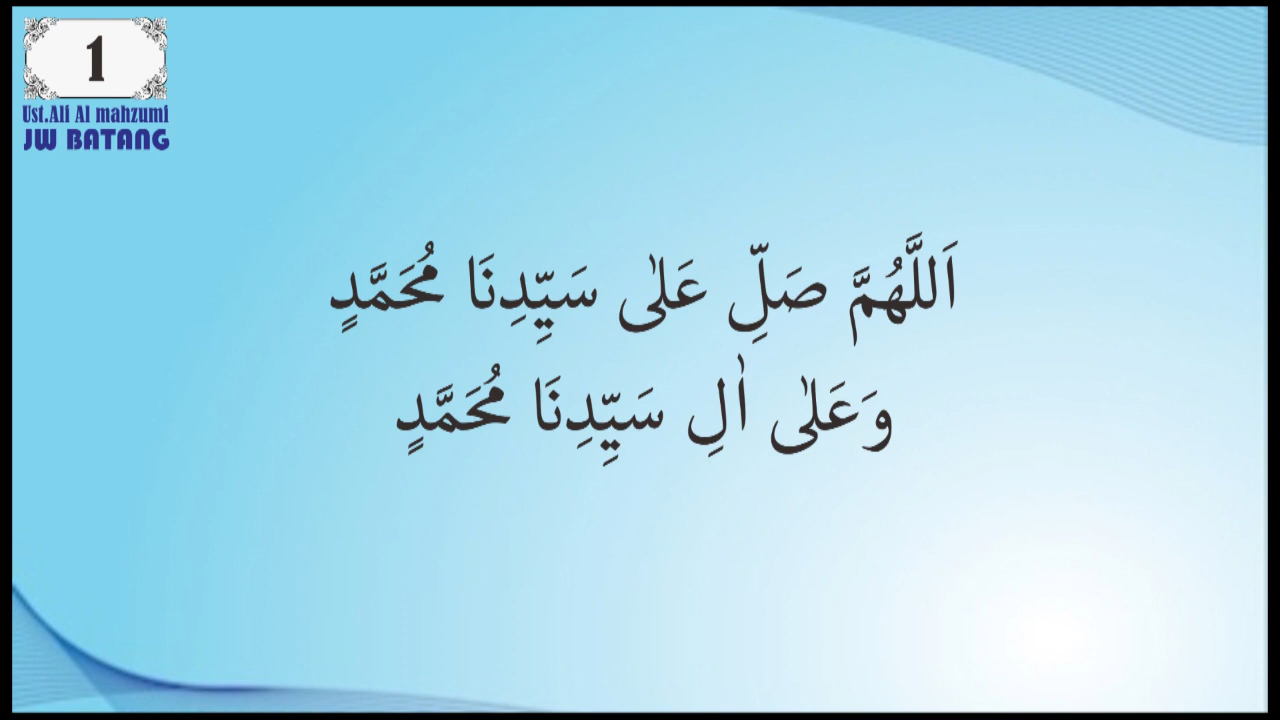 1
Ust.Ali Al mahzumi
JW BATANG
اَللّٰهُمَّ صَلِّ عَلٰى سَيِّدِنَا مُحَمَّدٍ
وَعَلٰى اٰلِ سَيِّدِنَا مُحَمَّدٍ